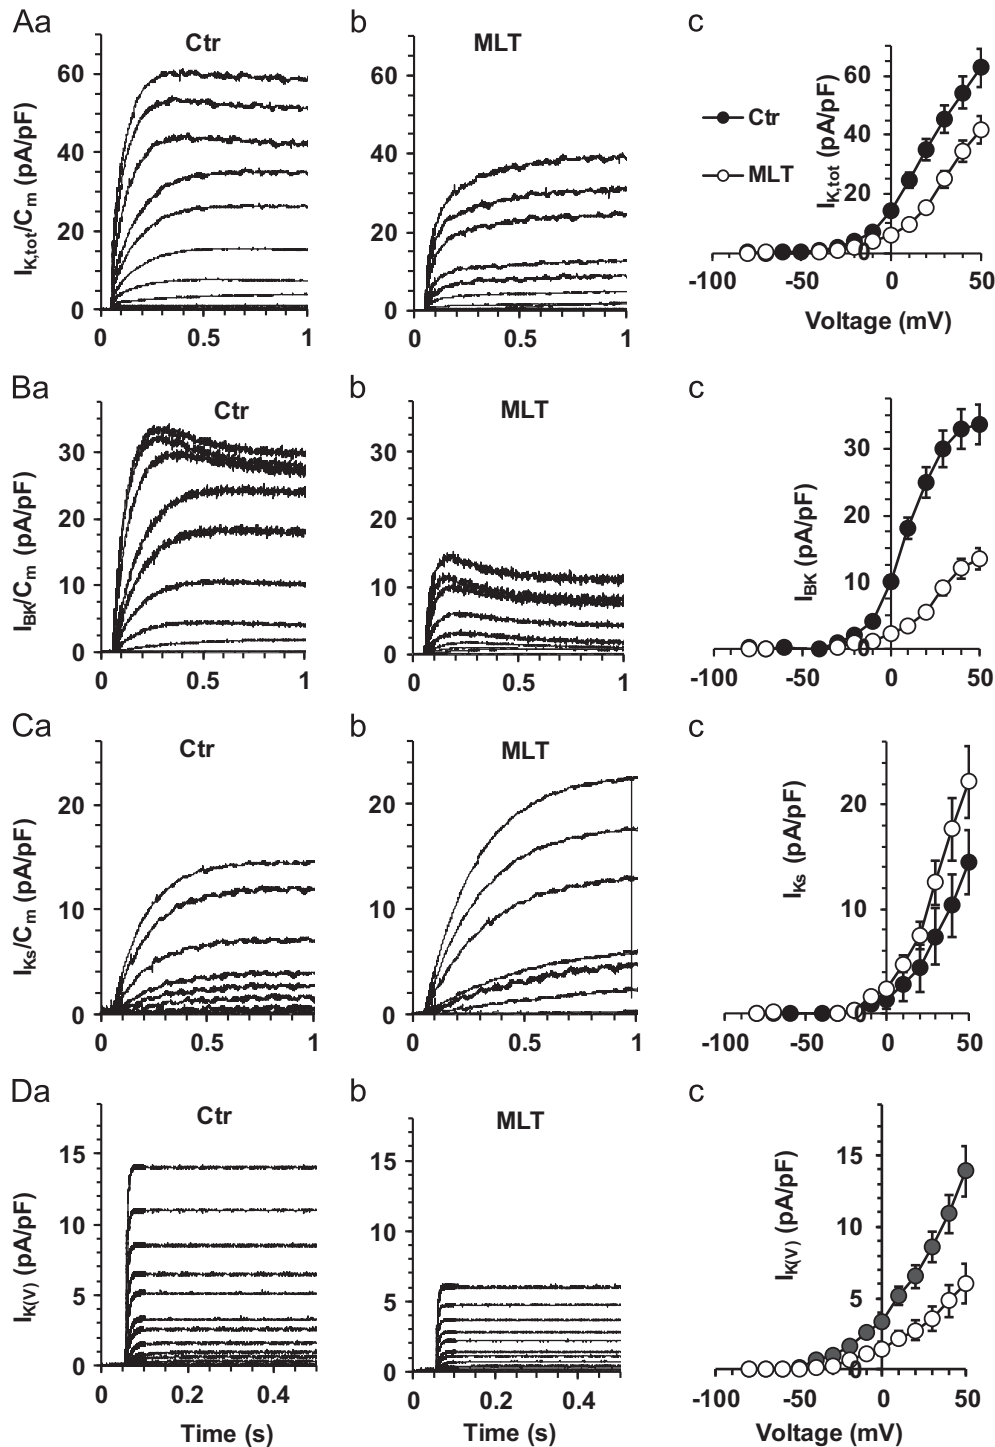 Aa
b
c
Ctr
MLT
I_K,tot/C_m (pA/pF)
60
40
20
0
0
0.5
1
60
40
20
0
0
0.5
1
Ctr
MLT
I_K,tot (pA/pF)
60
40
20
-100
-50
0
50
Voltage (mV)
Ba
b
c
Ctr
MLT
I_BK/C_m (pA/pF)
30
20
10
0
0
0.5
1
30
20
10
0
0
0.5
1
I_BK (pA/pF)
30
20
10
0
-100
-50
0
50
Ca
b
c
Ctr
MLT
I_Ks/C_m (pA/pF)
20
10
0
0
0.5
1
20
10
0
0
0.5
1
I_Ks (pA/pF)
20
10
0
-100
-50
0
50
Da
b
c
Ctr
MLT
I_K(V) (pA/pF)
15
10
5
0
0
0.2
0.4
Time (s)
15
10
5
0
0
0.2
0.4
Time (s)
I_K(V) (pA/pF)
15
10
5
0
-100
-50
0
50
Voltage (mV)